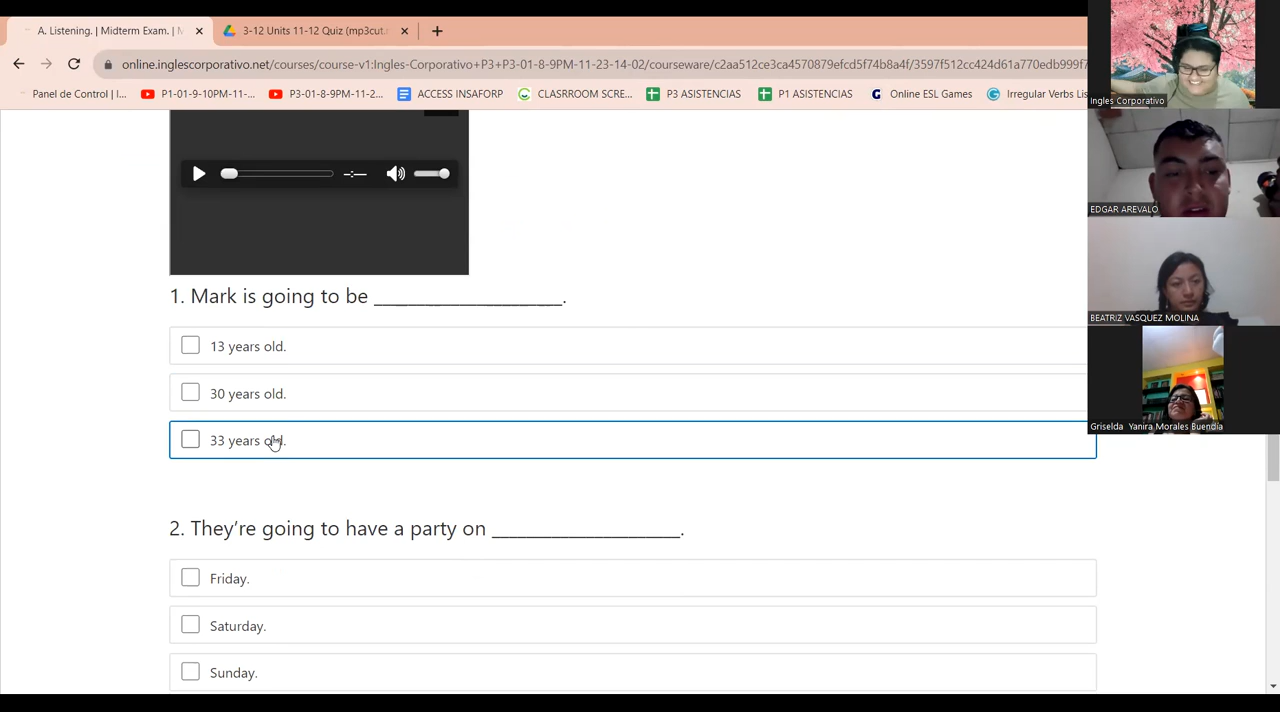 A. Listening. | Midterm Exam. | M
3-12 Units 11-12 Quiz (mp3cut.
online.inglescorporativo.net/courses/course-v1:Ingles-Corporativo+P3+P3-01-8-9PM-11-23-14-02/courseware/c2aa512ce3ca4570879efcd5f74b8a4f/3597f512cc424d61a770edb999f7
Panel de Control | I...
P1-01-9-10PM-11-...
P3-01-8-9PM-11-2...
ACCESS INSAFORP
CLASRROOM SCRE...
P3 ASISTENCIAS
P1 ASISTENCIAS
Online ESL Games
Irregular Verbs Lis
Ingles Corporativo
EDGAR AREVALO
BEATRIZ VASQUEZ MOLINA
Griselda Yanira Morales Buendia
-:--
1. Mark is going to be ______________________.
13 years old.
30 years old.
33 years old.
2. They’re going to have a party on ______________________.
Friday.
Saturday.
Sunday.